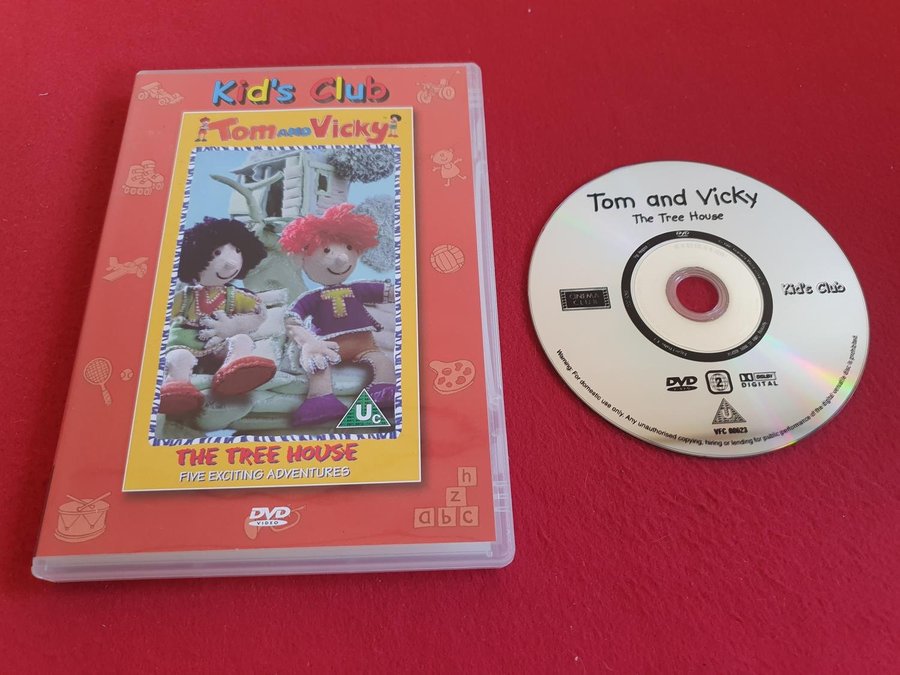 Kid's Club
Tom AND Vicky
T
Uc
THE TREE HOUSE
FIVE EXCITING ADVENTURES
DVD
VIDEO
h
z
abc
Tom and Vicky
The Tree House
CINEMA
CLUB
Kid's Club
DVD
2
DOLBY
DIGITAL
U
VFC 98623
Warning: For domestic use only. Any unauthorised copying, hiring or lending for public performance of the digital versatile disc is prohibited